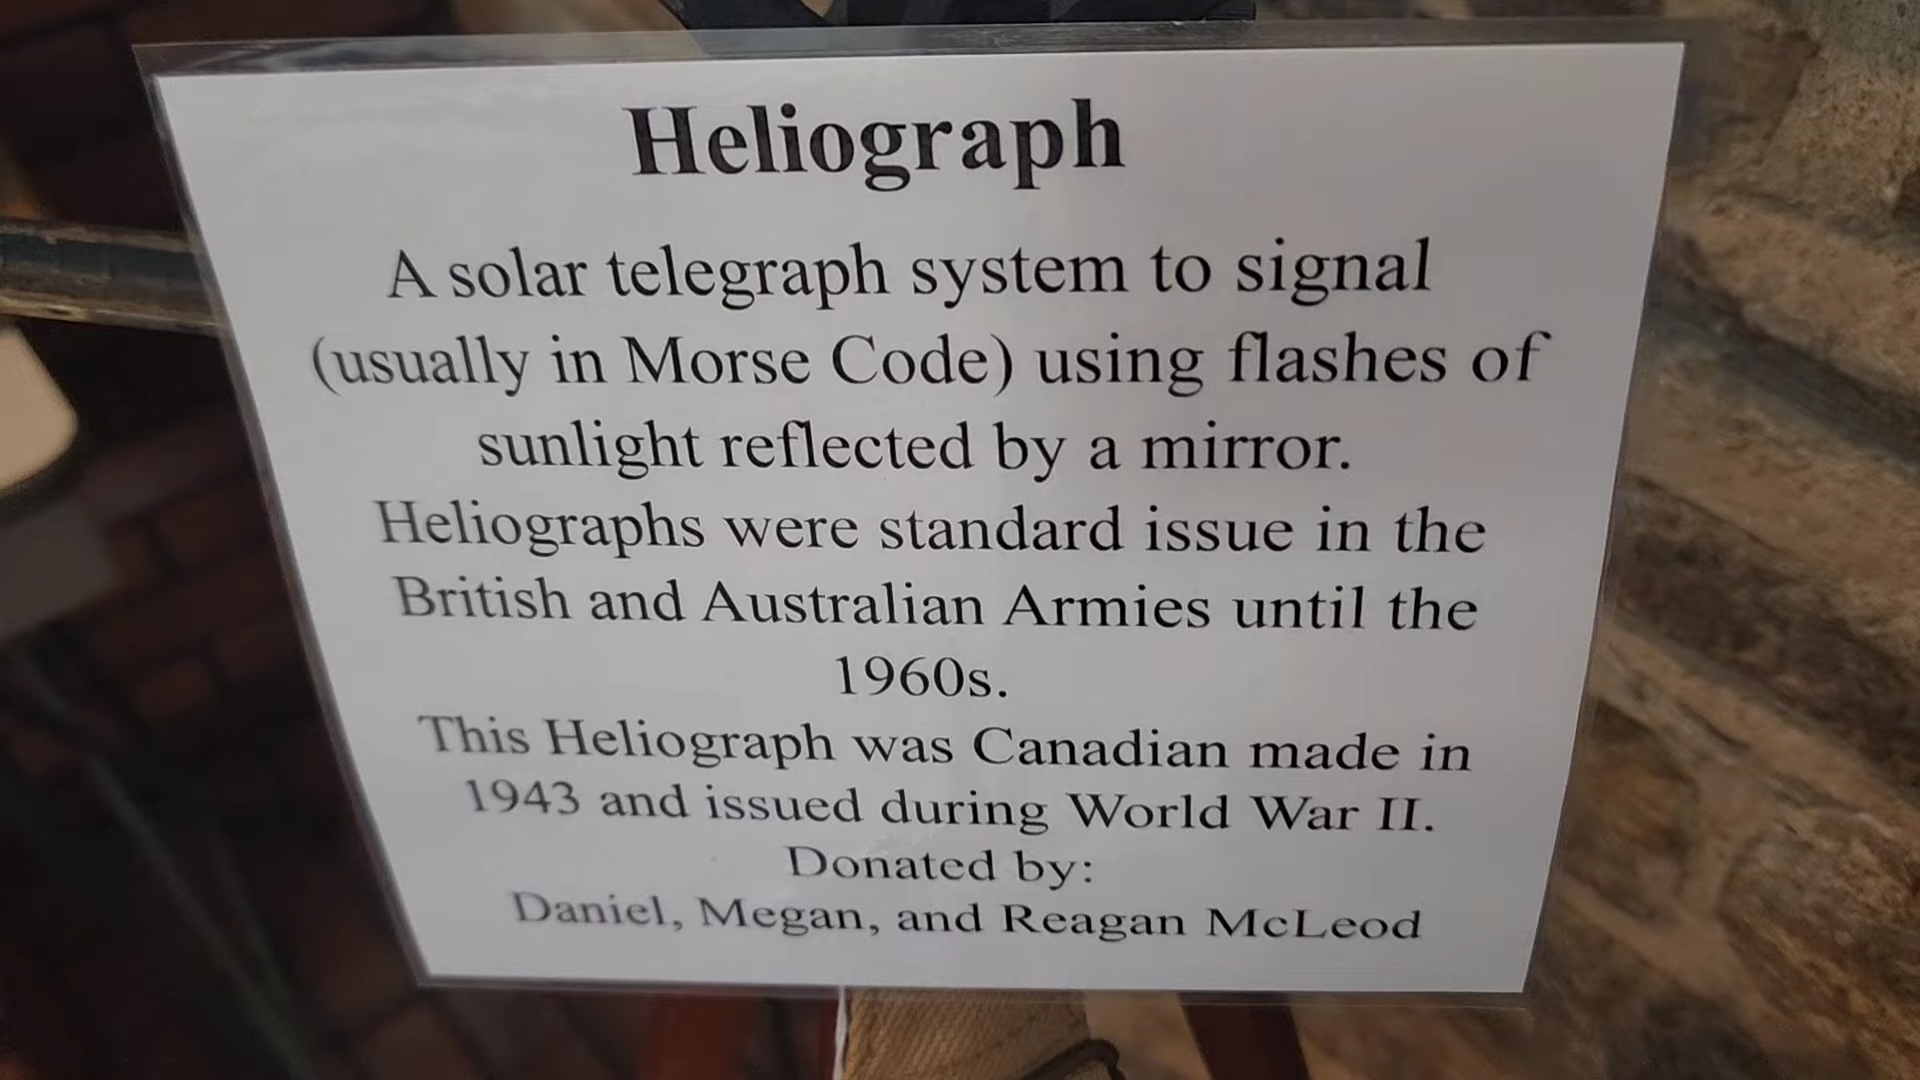 Heliograph
A solar telegraph system to signal
(usually in Morse Code) using flashes of
sunlight reflected by a mirror.
Heliographs were standard issue in the
British and Australian Armies until the
1960s.
This Heliograph was Canadian made in
1943 and issued during World War II.
Donated by:
Daniel, Megan, and Reagan McLeod